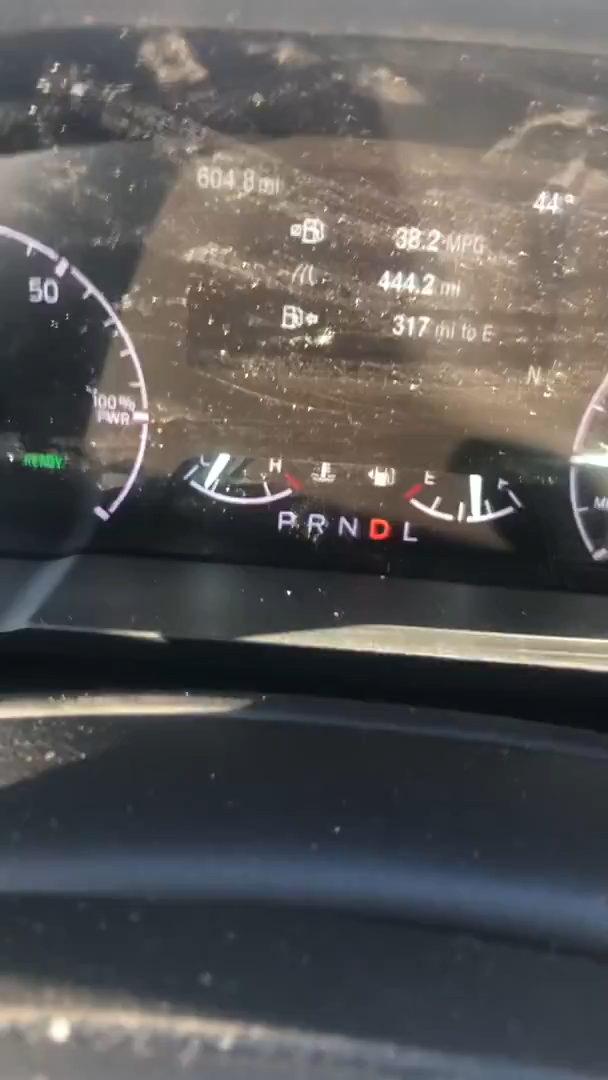 604.8 mi
44°
38.2 MPG
50
444.2 mi
317 mi to E
N
100%
PWR
READY
H E F
P R N D L